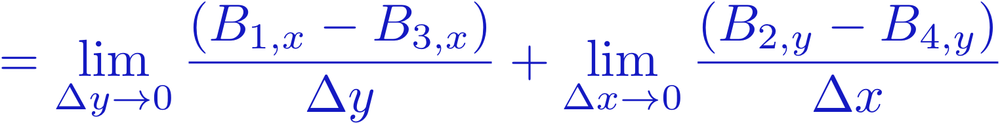 = lim_{Δy→0} (B_{1,x} − B_{3,x}) / Δy + lim_{Δx→0} (B_{2,y} − B_{4,y}) / Δx